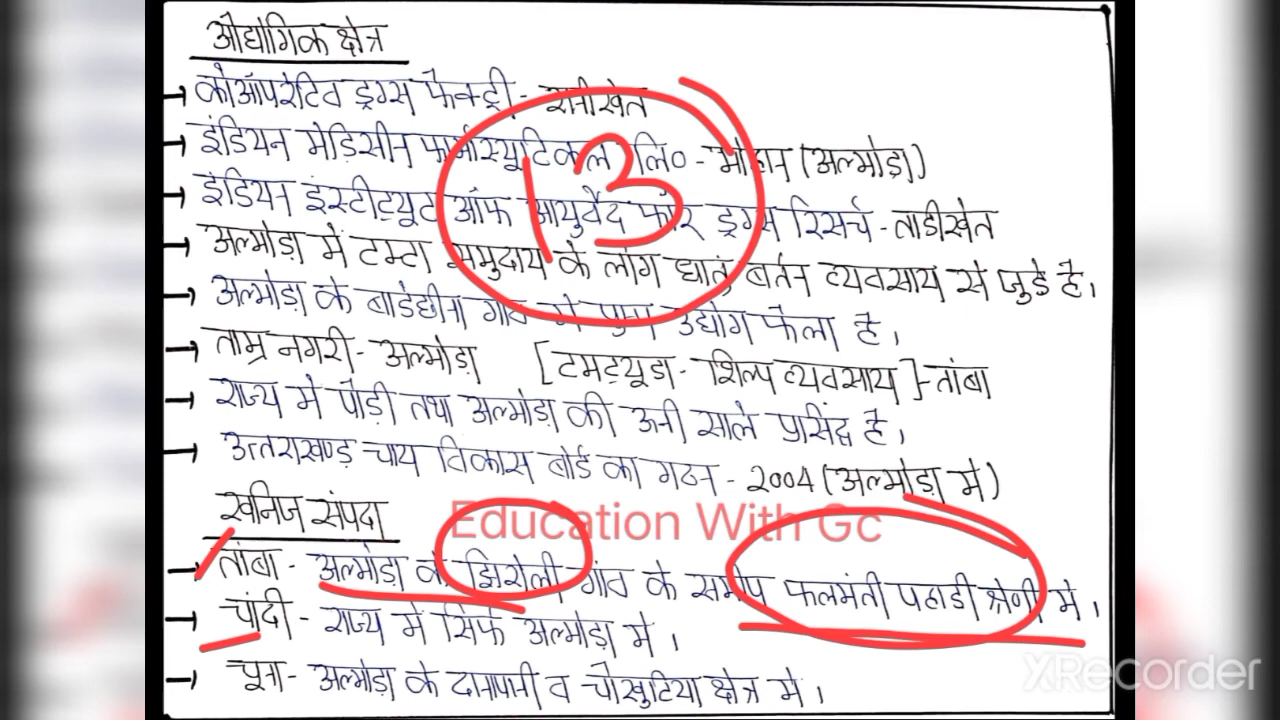 औद्योगिक क्षेत्र
→ कोऑपरेटिव ड्रग्स फैक्ट्री - रानीखेत
→ इंडियन मेडिसीन फार्मास्यूटिकल लि० - मोहान (अल्मोड़ा)
→ इंडियन इंस्टीट्यूट ऑफ आयुर्वेद फॉर ड्रग्स रिसर्च - ताडीखेत
→ अल्मोड़ा में टम्टा समुदाय के लोग धातु बर्तन व्यवसाय से जुड़े है।
→ अल्मोड़ा के बाडेछीना गांव में चुना उद्योग फैला है।
→ ताम्र नगरी - अल्मोड़ा [टमट्यूडा - शिल्प व्यवसाय] - तांबा
→ राज्य में पौड़ी तथा अल्मोड़ा की ऊनी साले प्रसिद्ध है।
→ उत्तराखण्ड चाय विकास बोर्ड का गठन - 2004 (अल्मोड़ा में)
13
खनिज संपदा
Education With Gc
→ तांबा - अल्मोड़ा के झिरोली गांव के समीप फलमंती पहाडी श्रेणी में।
→ चांदी - राज्य में सिर्फ अल्मोड़ा में।
→ चूना - अल्मोड़ा के दानापानी व चौखुटिया क्षेत्र में।
XRecorder